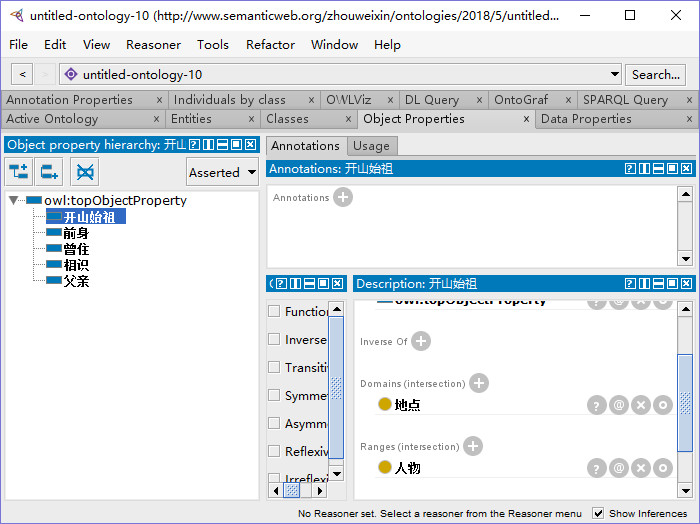 untitled-ontology-10 (http://www.semanticweb.org/zhouweixin/ontologies/2018/5/untitled...
File Edit View Reasoner Tools Refactor Window Help
< > untitled-ontology-10 Search...
Annotation Properties × Individuals by class × OWLViz × DL Query × OntoGraf × SPARQL Query ×
Active Ontology × Entities × Classes × Object Properties × Data Properties ×
Object property hierarchy: 开山
Asserted
owl:topObjectProperty
开山始祖
前身
曾住
相识
父亲
Annotations Usage
Annotations: 开山始祖
Annotations
Description: 开山始祖
Function
Inverse
Transiti
Symme
Asymme
Reflexiv
Irreflexi
owl:topObjectProperty
Inverse Of
Domains (intersection)
地点
Ranges (intersection)
人物
No Reasoner set. Select a reasoner from the Reasoner menu Show Inferences